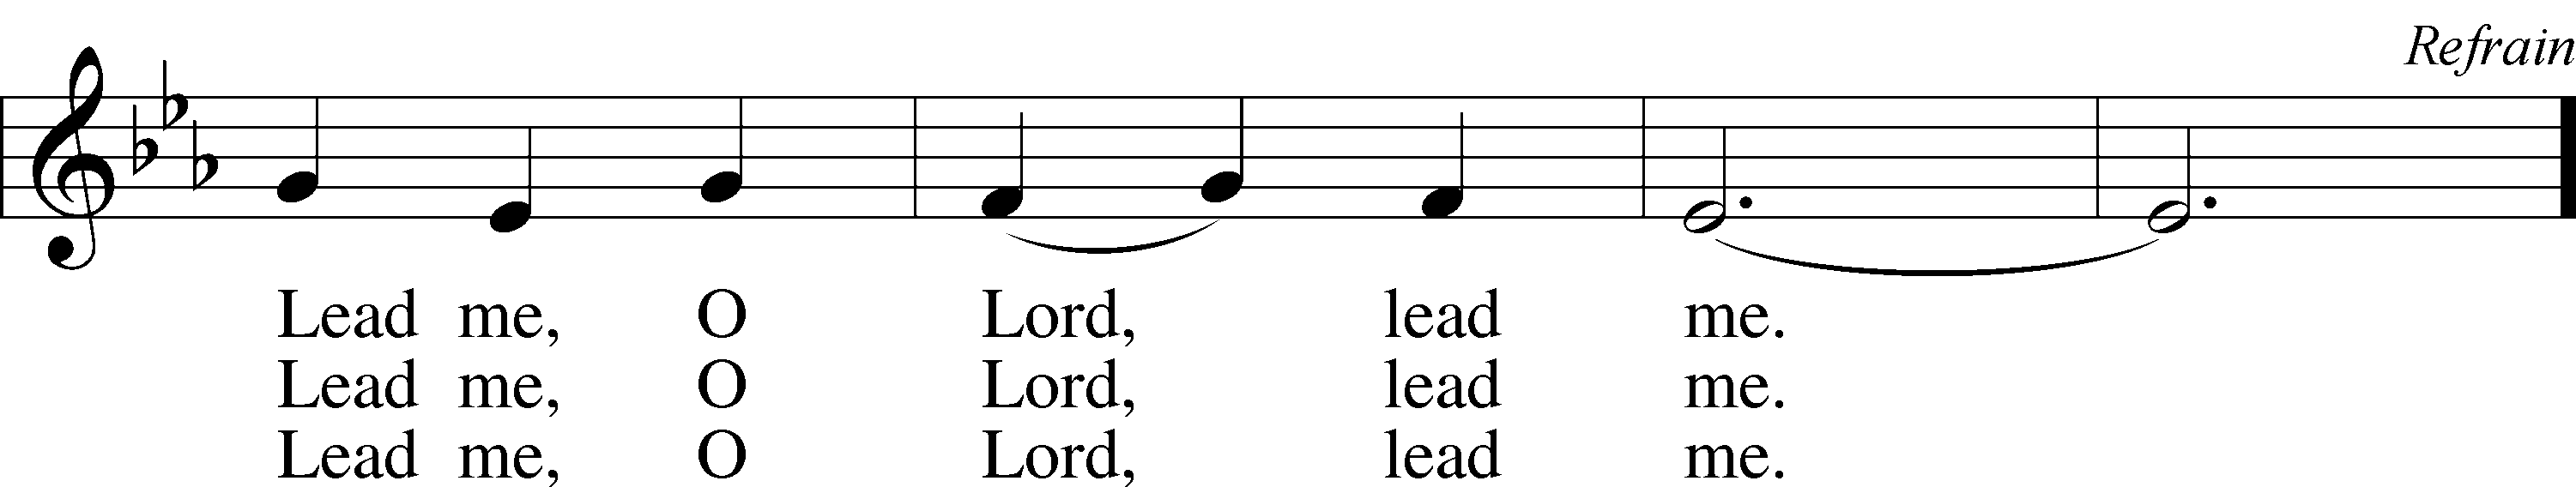 Refrain
Lead me, O Lord, lead me.
Lead me, O Lord, lead me.
Lead me, O Lord, lead me.